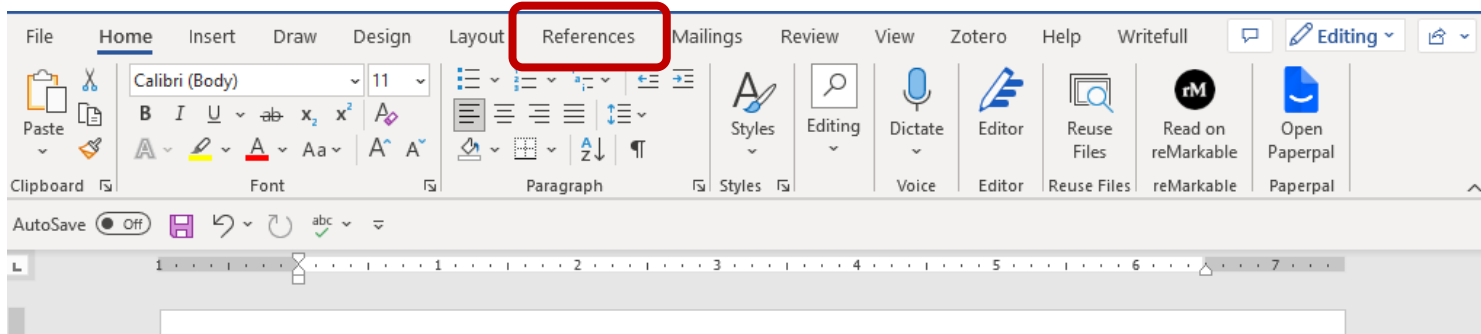 File Home Insert Draw Design Layout References Mailings Review View Zotero Help Writefull Editing
Calibri (Body) 11
B I U ab x₂ x² A
A A Aa A^ A˅
A Z
Paste
Styles
Editing
Dictate
Editor
Reuse
Files
rM
Read on
reMarkable
Open
Paperpal
Clipboard Font Paragraph Styles Voice Editor Reuse Files reMarkable Paperpal
AutoSave Off abc
L 1 1 2 3 4 5 6 7